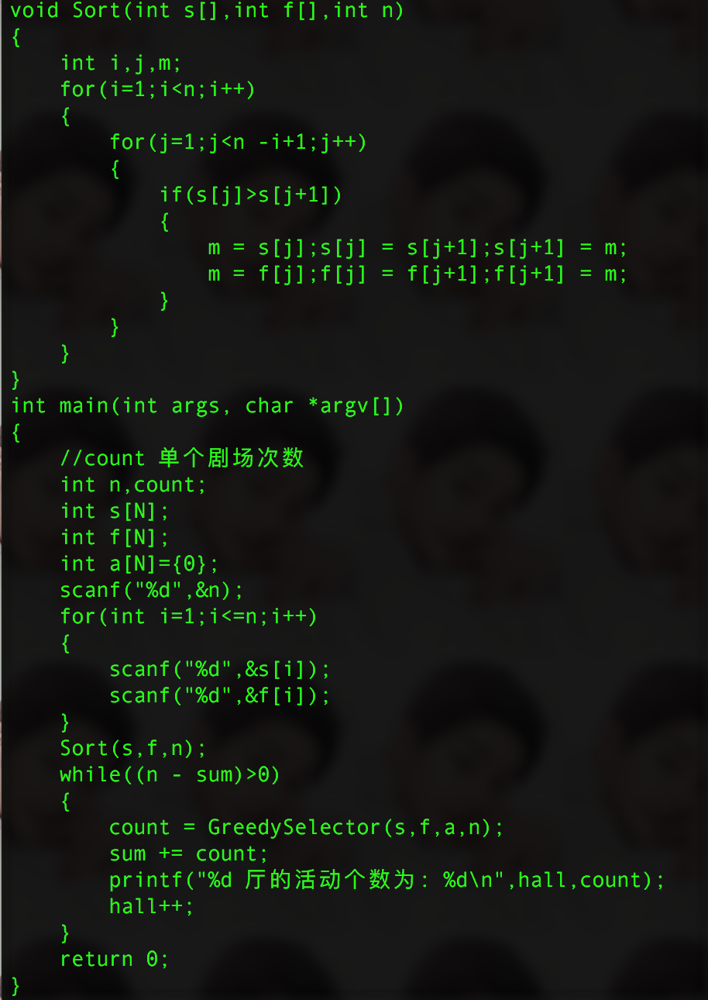 void Sort(int s[],int f[],int n)
{
    int i,j,m;
    for(i=1;i<n;i++)
    {
        for(j=1;j<n -i+1;j++)
        {
            if(s[j]>s[j+1])
            {
                m = s[j];s[j] = s[j+1];s[j+1] = m;
                m = f[j];f[j] = f[j+1];f[j+1] = m;
            }
        }
    }
}
int main(int args, char *argv[])
{
    //count 单个剧场次数
    int n,count;
    int s[N];
    int f[N];
    int a[N]={0};
    scanf("%d",&n);
    for(int i=1;i<=n;i++)
    {
        scanf("%d",&s[i]);
        scanf("%d",&f[i]);
    }
    Sort(s,f,n);
    while((n - sum)>0)
    {
        count = GreedySelector(s,f,a,n);
        sum += count;
        printf("%d 厅的活动个数为: %d\n",hall,count);
        hall++;
    }
    return 0;
}